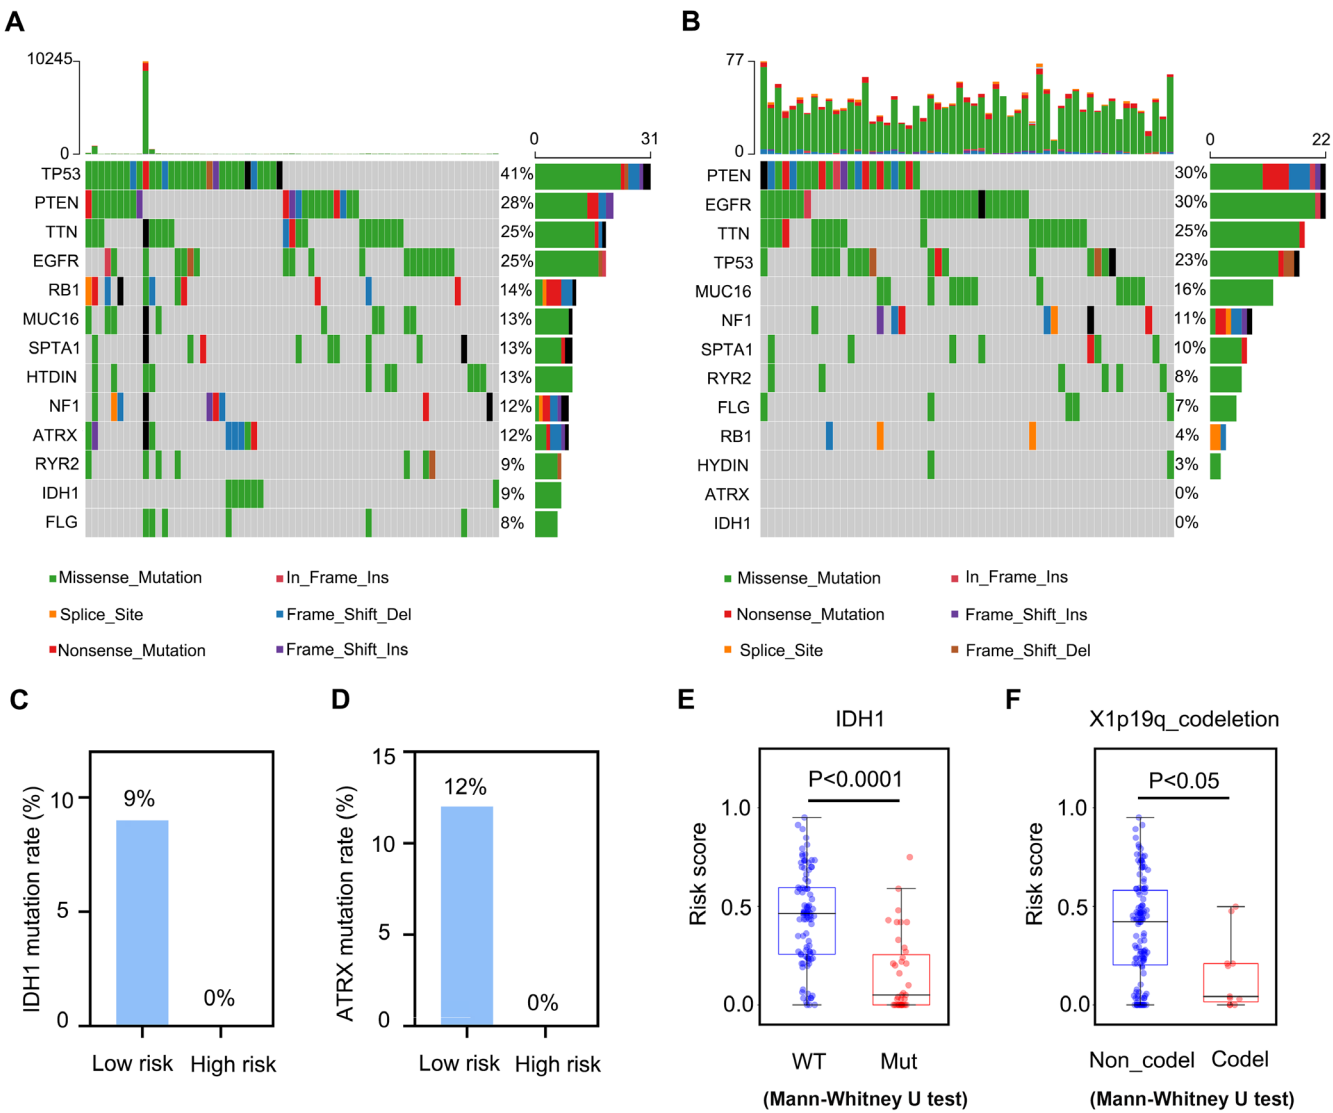 A
10245
0
0 31
TP53 41%
PTEN 28%
TTN 25%
EGFR 25%
RB1 14%
MUC16 13%
SPTA1 13%
HTDIN 13%
NF1 12%
ATRX 12%
RYR2 9%
IDH1 9%
FLG 8%
Missense_Mutation In_Frame_Ins
Splice_Site Frame_Shift_Del
Nonsense_Mutation Frame_Shift_Ins
B
77
0
0 22
PTEN 30%
EGFR 30%
TTN 25%
TP53 23%
MUC16 16%
NF1 11%
SPTA1 10%
RYR2 8%
FLG 7%
RB1 4%
HYDIN 3%
ATRX 0%
IDH1 0%
Missense_Mutation In_Frame_Ins
Nonsense_Mutation Frame_Shift_Ins
Splice_Site Frame_Shift_Del
C
IDH1 mutation rate (%)
10
5
0
9%
0%
Low risk High risk
D
ATRX mutation rate (%)
15
10
5
0
12%
0%
Low risk High risk
E
IDH1
P<0.0001
Risk score
1.0
0.5
0.0
WT Mut
(Mann-Whitney U test)
F
X1p19q_codeletion
P<0.05
Risk score
1.0
0.5
0.0
Non_codel Codel
(Mann-Whitney U test)